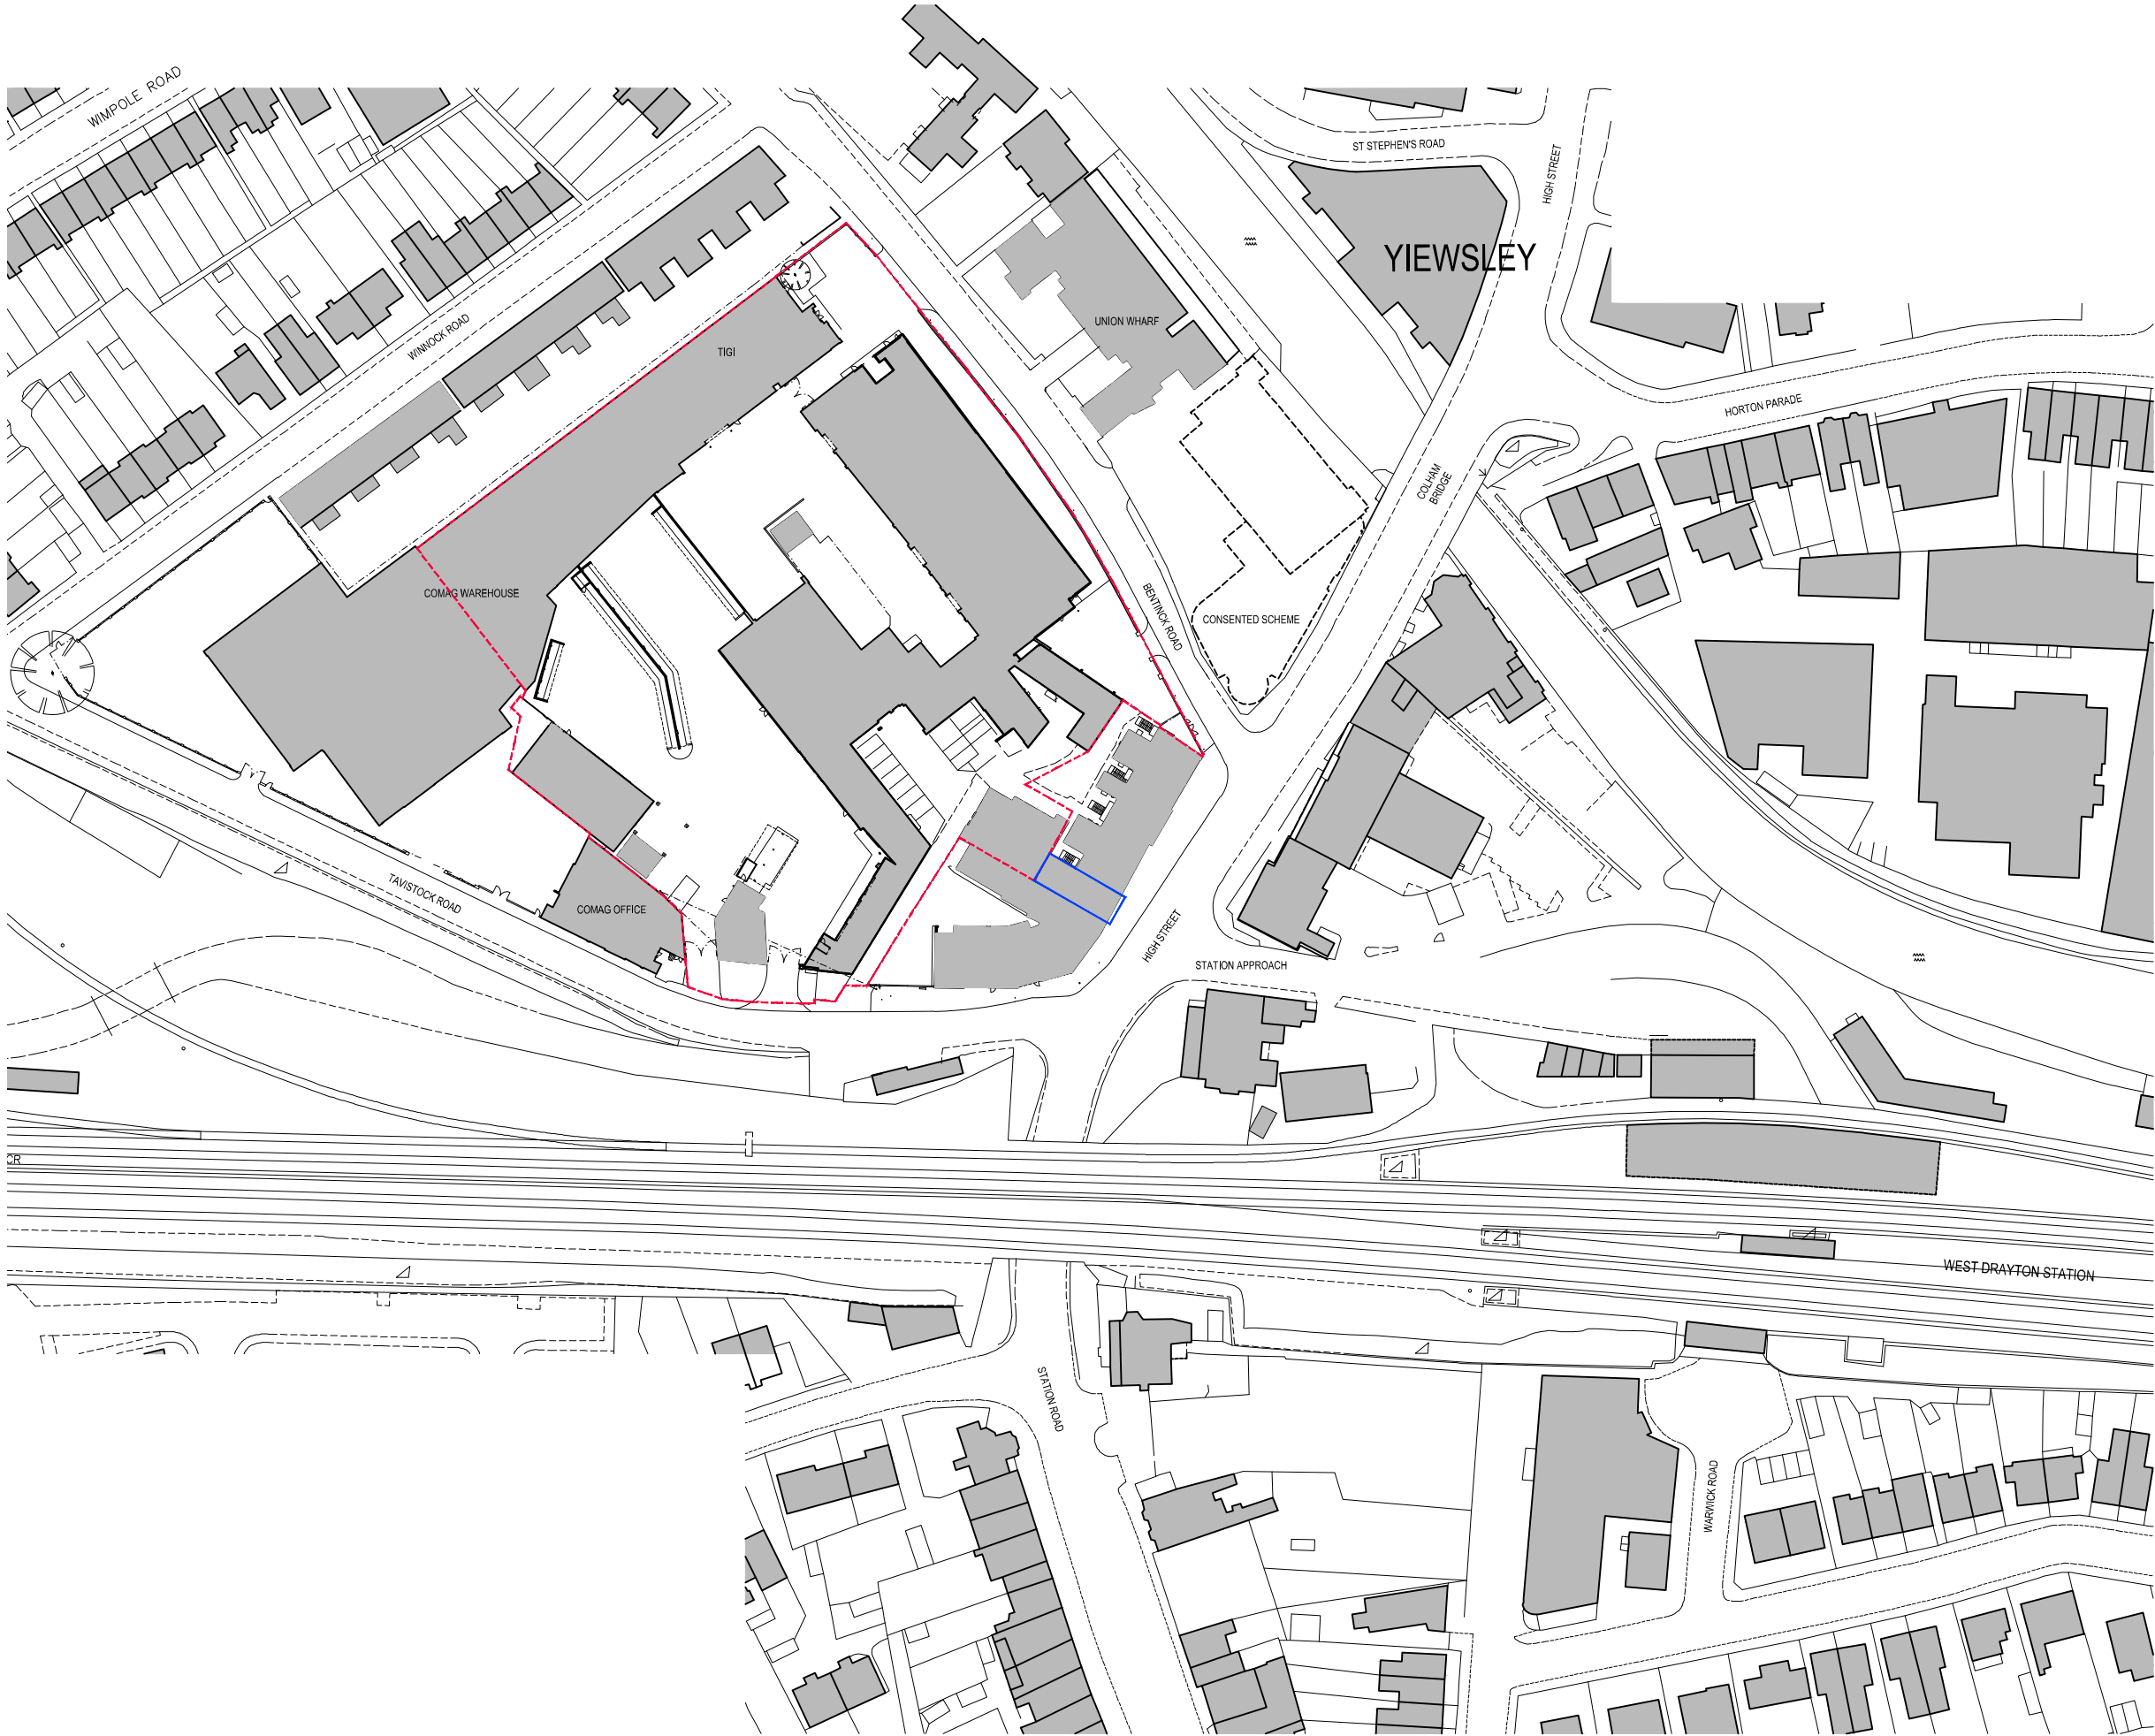 WIMPOLE ROAD
ST STEPHEN'S ROAD
HIGH STREET
YIEWSLEY
UNION WHARF
WINNOCK ROAD
TIGI
HORTON PARADE
COLHAM
BRIDGE
COMAG WAREHOUSE
BENTINCK ROAD
CONSENTED SCHEME
TAVISTOCK ROAD
COMAG OFFICE
HIGH STREET
STATION APPROACH
CR
WEST DRAYTON STATION
STATION ROAD
WARWICK ROAD